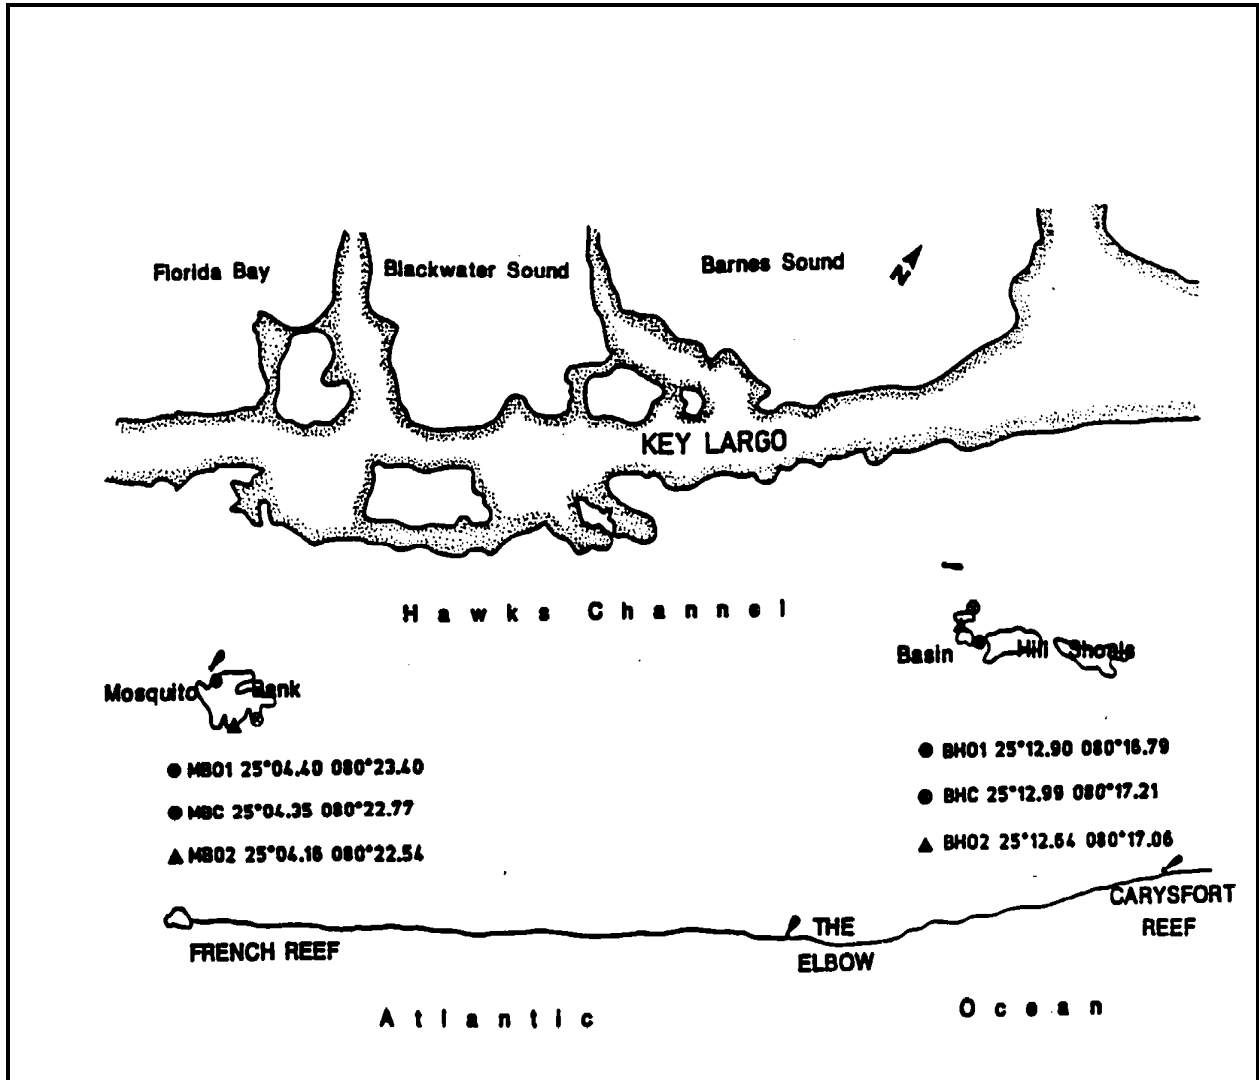 Florida Bay
Blackwater Sound
Barnes Sound
N
KEY LARGO
Hawks Channel
Basin Hill Shoals
Mosquito Bank
MB01 25°04.40 080°23.40
MBC 25°04.35 080°22.77
MB02 25°04.16 080°22.54
BH01 25°12.90 080°16.79
BHC 25°12.99 080°17.21
BH02 25°12.64 080°17.06
FRENCH REEF
THE
ELBOW
CARYSFORT
REEF
Atlantic Ocean